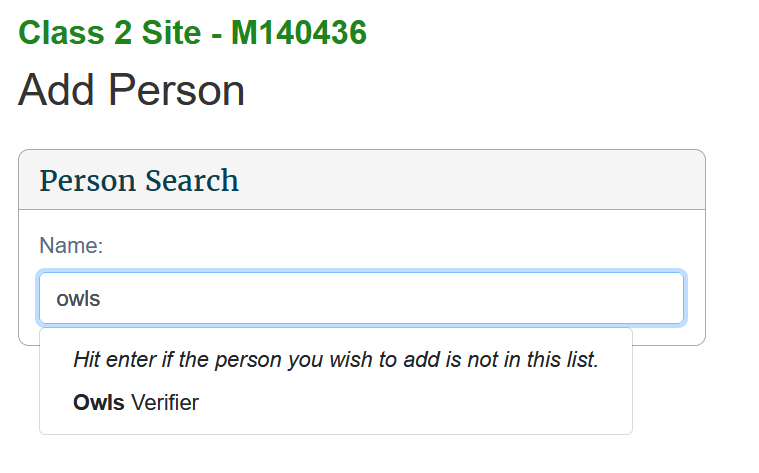 Class 2 Site - M140436
Add Person
Person Search
Name:
owls
Hit enter if the person you wish to add is not in this list.
Owls Verifier